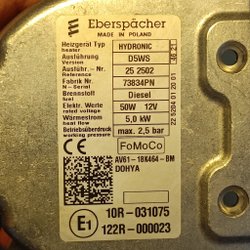 Eberspächer
MADE IN POLAND
Heizgerät Typ HYDRONIC
heater
Ausführung D5WS
Version
Ausführ. 25 2502
Reference
Fabrik Nr 73834PN
N - Serial
Brennstoff Diesel
fuel
Elektr. Werte 50W 12V
rated voltage
Wärmestrom 5,0 kW
heating flow
Betriebsüberdruck max. 2,5 bar
working pressure
FoMoCo
AV61-18K464-BM
DOHYA
E1
10R-031075
122R-000023